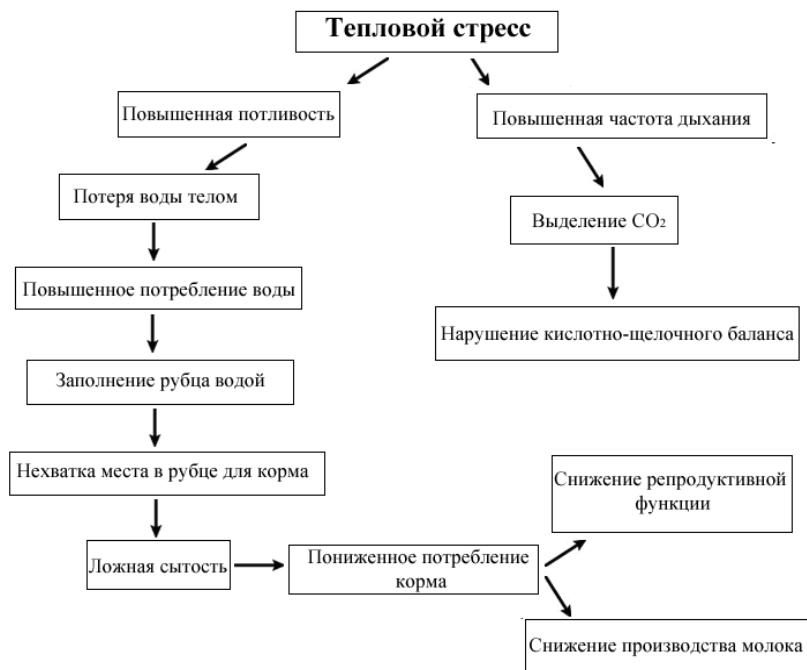 Тепловой стресс
Повышенная потливость
Повышенная частота дыхания
Потеря воды телом
Выделение CO₂
Повышенное потребление воды
Нарушение кислотно-щелочного баланса
Заполнение рубца водой
Нехватка места в рубце для корма
Снижение репродуктивной
функции
Ложная сытость
Пониженное потребление
корма
Снижение производства молока